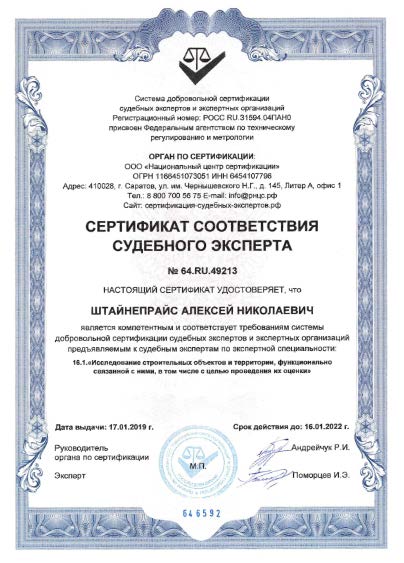 Система добровольной сертификации
судебных экспертов и экспертных организаций
Регистрационный номер: РОСС RU.31594.04ПАН0
присвоен Федеральным агентством по техническому
регулированию и метрологии
ОРГАН ПО СЕРТИФИКАЦИИ:
ООО «Национальный центр сертификации»
ОГРН 1166451073051 ИНН 6454107798
Адрес: 410028, г. Саратов, ул. им. Чернышевского Н.Г., д. 145, Литер А, офис 1
Тел.: 8 800 700 56 75 E-mail: info@рнцс.рф
Сайт: сертификация-судебных-экспертов.рф
СЕРТИФИКАТ СООТВЕТСТВИЯ
СУДЕБНОГО ЭКСПЕРТА
№ 64.RU.49213
НАСТОЯЩИЙ СЕРТИФИКАТ УДОСТОВЕРЯЕТ, что
ШТАЙНЕПРАЙС АЛЕКСЕЙ НИКОЛАЕВИЧ
является компетентным и соответствует требованиям системы
добровольной сертификации судебных экспертов и экспертных организаций
предъявляемым к судебным экспертам по экспертной специальности:
16.1.«Исследование строительных объектов и территории, функционально
связанной с ними, в том числе с целью проведения их оценки»
Дата выдачи: 17.01.2019 г. Срок действия до: 16.01.2022 г.
Руководитель
органа по сертификации Андрейчук Р.И.
М.П.
Эксперт Поморцев И.Э.
646592